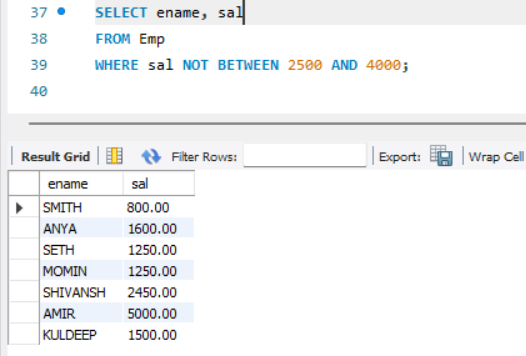 37 SELECT ename, sal
38 FROM Emp
39 WHERE sal NOT BETWEEN 2500 AND 4000;
40
Result Grid Filter Rows: Export: Wrap Cell
ename sal
SMITH 800.00
ANYA 1600.00
SETH 1250.00
MOMIN 1250.00
SHIVANSH 2450.00
AMIR 5000.00
KULDEEP 1500.00